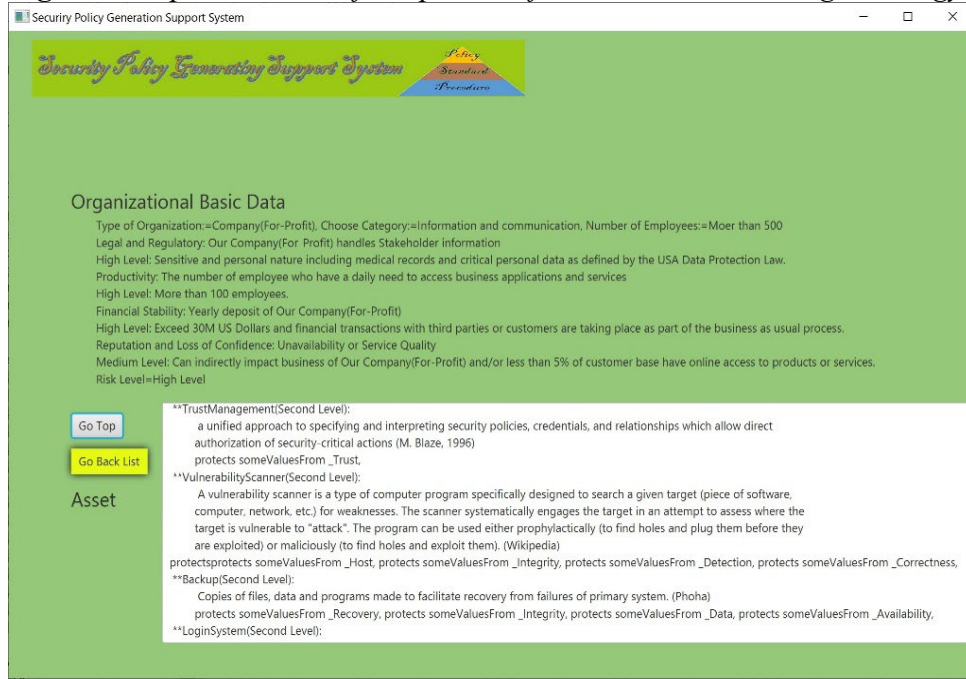 Securiry Policy Generation Support System
Security Policy Generating Support System
Policy
Standard
Procedure
Organizational Basic Data
Type of Organization:=Company(For-Profit), Choose Category:=Information and communication, Number of Employees:=Moer than 500
Legal and Regulatory: Our Company(For Profit) handles Stakeholder information
High Level: Sensitive and personal nature including medical records and critical personal data as defined by the USA Data Protection Law.
Productivity: The number of employee who have a daily need to access business applications and services
High Level: More than 100 employees.
Financial Stability: Yearly deposit of Our Company(For-Profit)
High Level: Exceed 30M US Dollars and financial transactions with third parties or customers are taking place as part of the business as usual process.
Reputation and Loss of Confidence: Unavailability or Service Quality
Medium Level: Can indirectly impact business of Our Company(For-Profit) and/or less than 5% of customer base have online access to products or services.
Risk Level=High Level
Go Top
Go Back List
Asset
**TrustManagement(Second Level):
a unified approach to specifying and interpreting security policies, credentials, and relationships which allow direct
authorization of security-critical actions (M. Blaze, 1996)
protects someValuesFrom _Trust,
**VulnerabilityScanner(Second Level):
A vulnerability scanner is a type of computer program specifically designed to search a given target (piece of software,
computer, network, etc.) for weaknesses. The scanner systematically engages the target in an attempt to assess where the
target is vulnerable to "attack". The program can be used either prophylactically (to find holes and plug them before they
are exploited) or maliciously (to find holes and exploit them). (Wikipedia)
protectsprotects someValuesFrom _Host, protects someValuesFrom _Integrity, protects someValuesFrom _Detection, protects someValuesFrom _Correctness,
**Backup(Second Level):
Copies of files, data and programs made to facilitate recovery from failures of primary system. (Phoha)
protects someValuesFrom _Recovery, protects someValuesFrom _Integrity, protects someValuesFrom _Data, protects someValuesFrom _Availability,
**LoginSystem(Second Level):